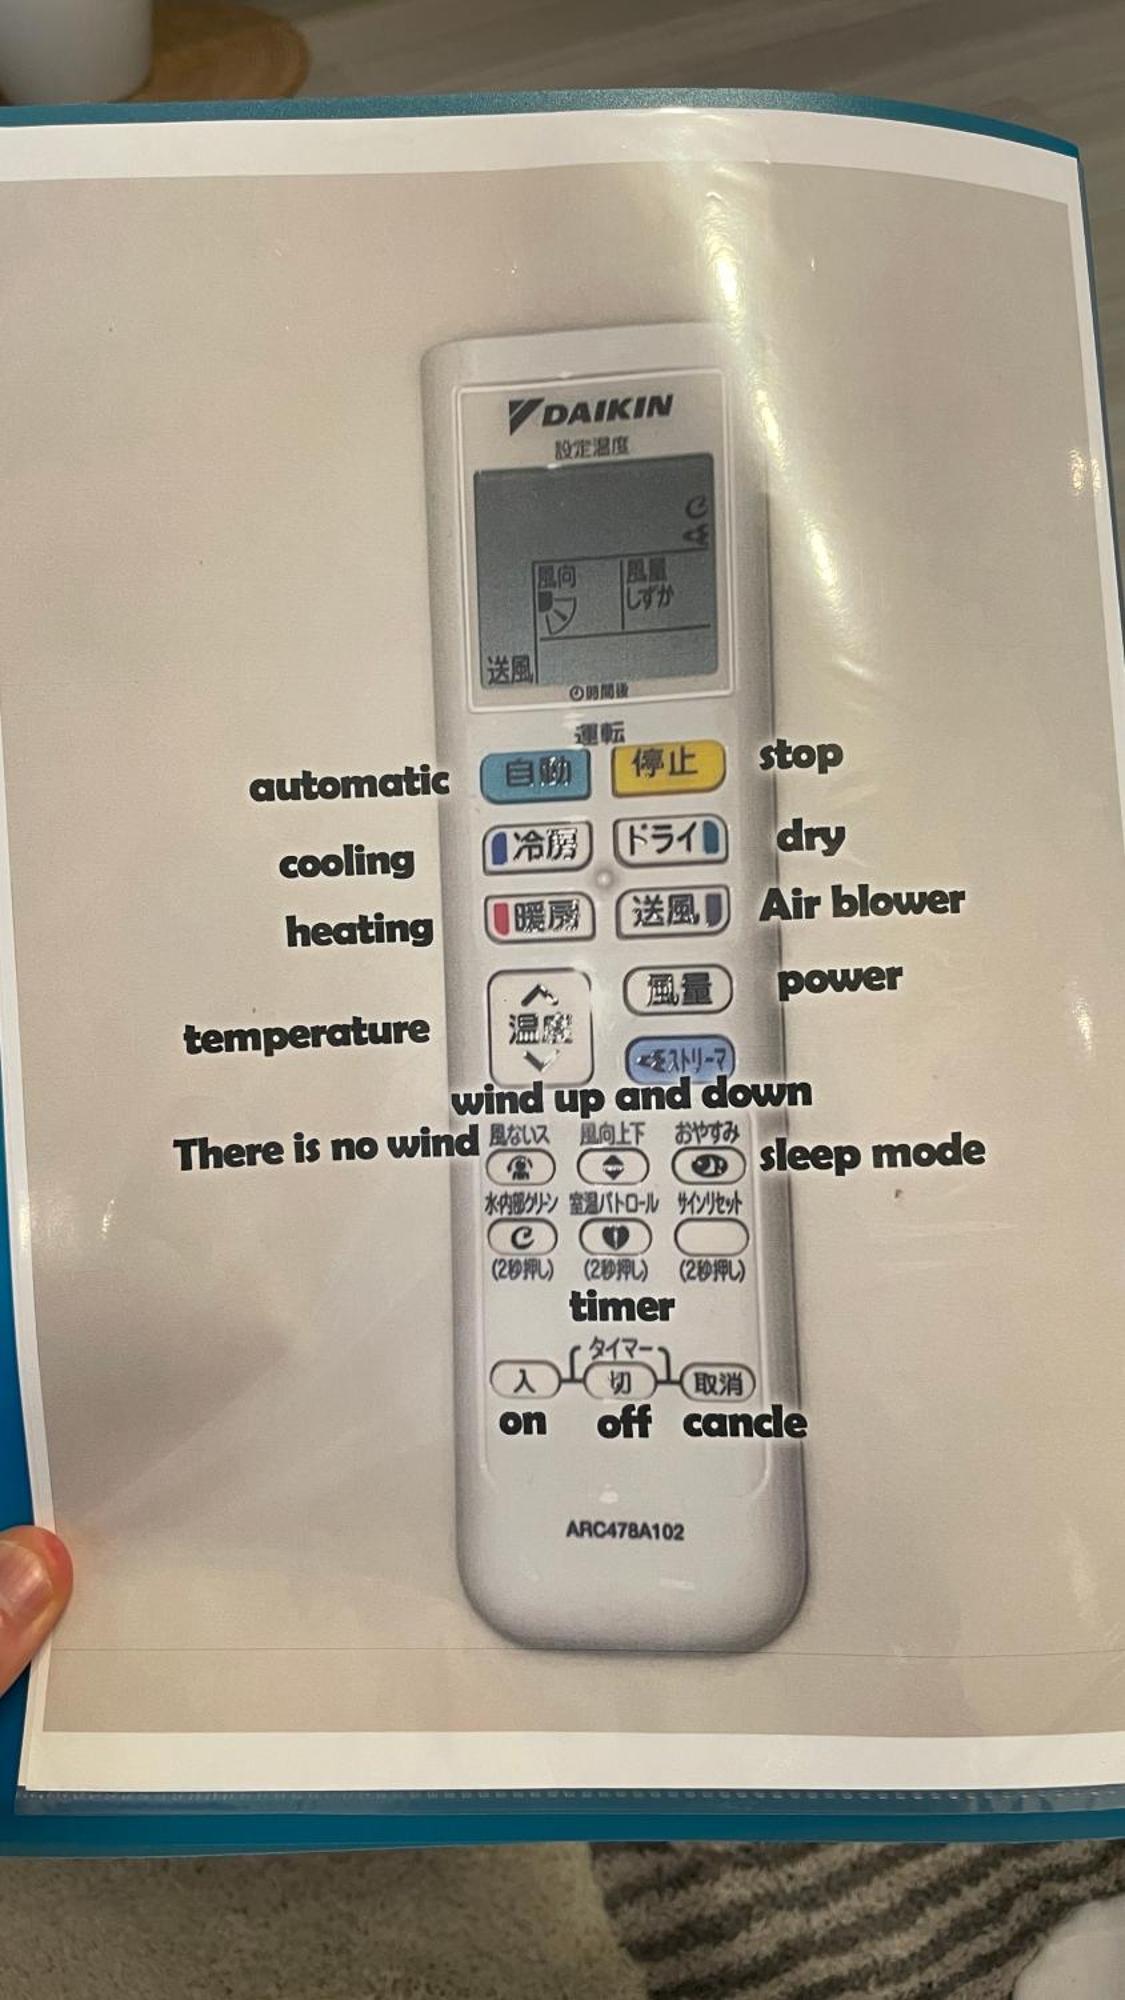 DAIKIN
設定温度
風向
風量
しずか
送風
時間後
運転
automatic
自動
停止
stop
cooling
冷房
ドライ
dry
heating
暖房
送風
Air blower
temperature
温度
風量
power
ストリーマ
wind up and down
There is no wind
風ないス
風向上下
おやすみ
sleep mode
水内部クリーン
室温パトロール
サインリセット
(2秒押し)
(2秒押し)
(2秒押し)
timer
タイマー
入
切
取消
on
off
cancle
ARC478A102